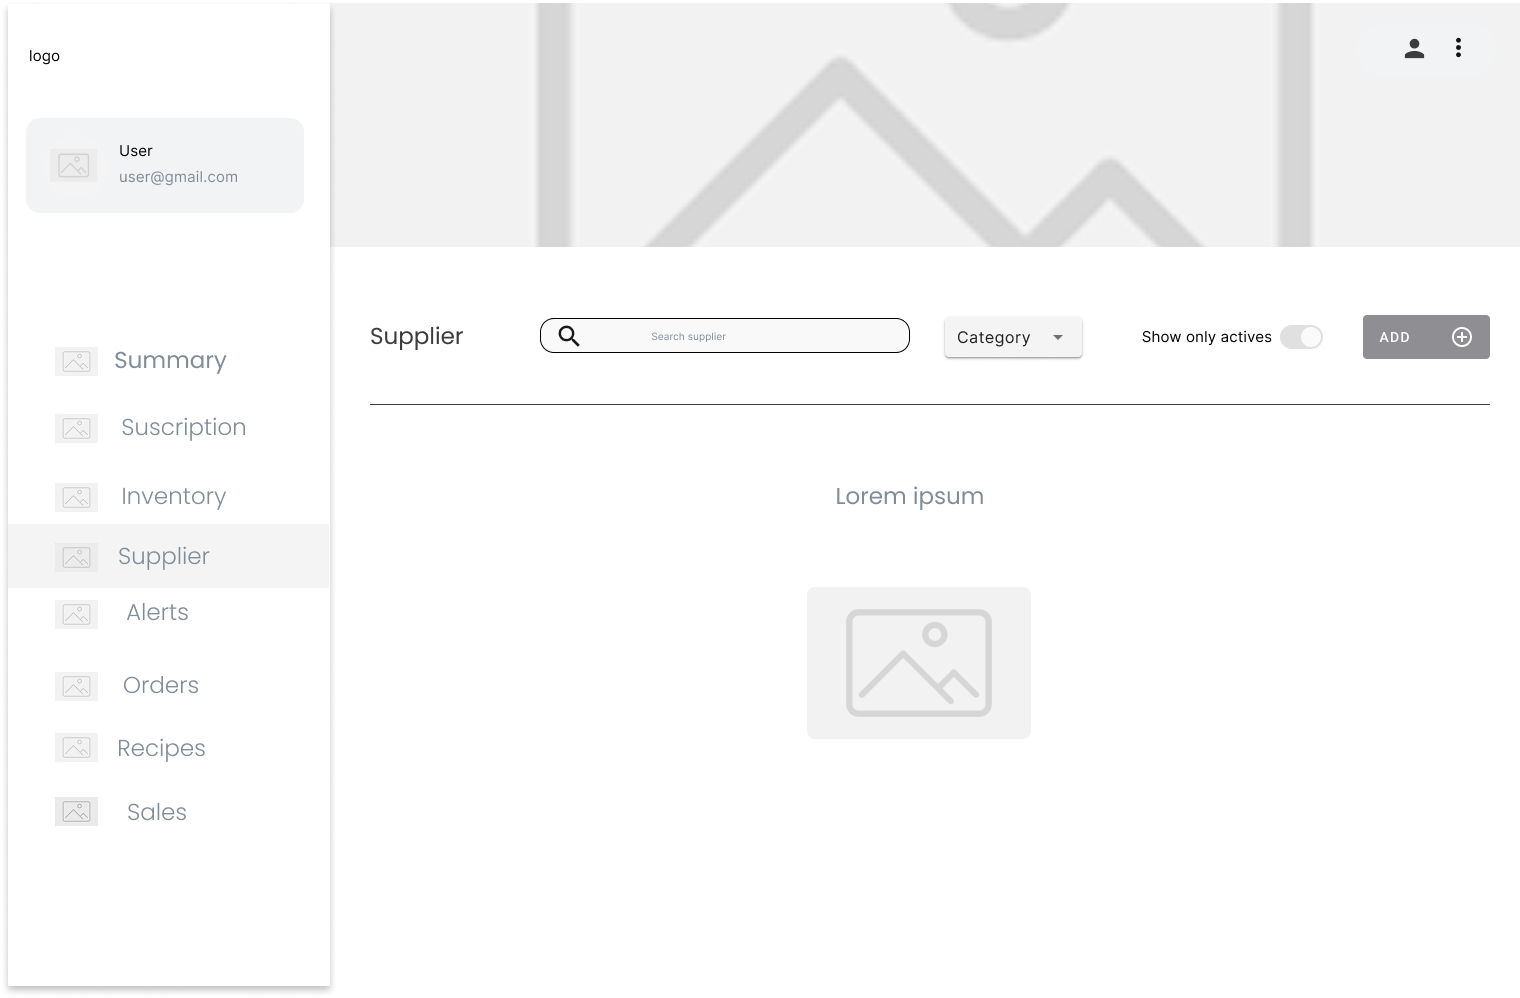 logo
User
user@gmail.com
Summary
Suscription
Inventory
Supplier
Alerts
Orders
Recipes
Sales
Supplier
Search supplier
Category
Show only actives
ADD
Lorem ipsum